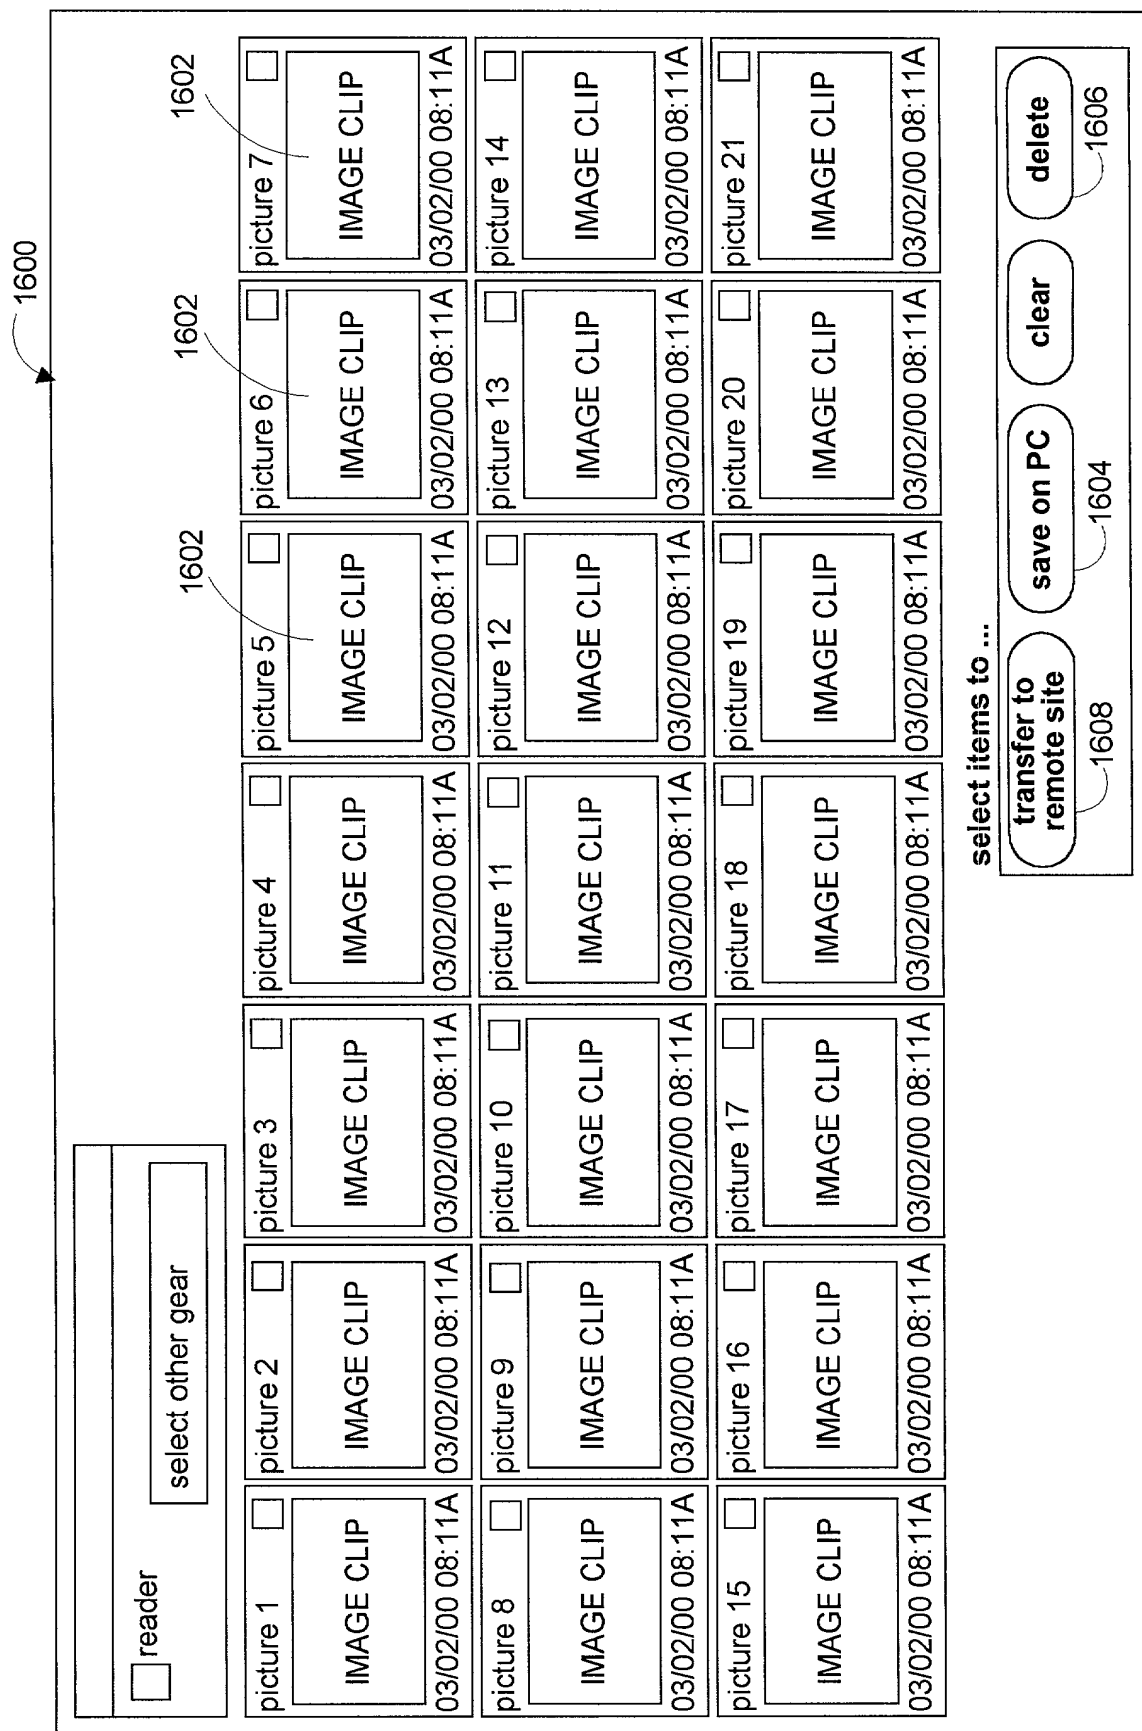 1600
reader
select other gear
1602
1602
1602
picture 1
picture 2
picture 3
picture 4
picture 5
picture 6
picture 7
IMAGE CLIP
IMAGE CLIP
IMAGE CLIP
IMAGE CLIP
IMAGE CLIP
IMAGE CLIP
IMAGE CLIP
03/02/00 08:11A
03/02/00 08:11A
03/02/00 08:11A
03/02/00 08:11A
03/02/00 08:11A
03/02/00 08:11A
03/02/00 08:11A
picture 8
picture 9
picture 10
picture 11
picture 12
picture 13
picture 14
IMAGE CLIP
IMAGE CLIP
IMAGE CLIP
IMAGE CLIP
IMAGE CLIP
IMAGE CLIP
IMAGE CLIP
03/02/00 08:11A
03/02/00 08:11A
03/02/00 08:11A
03/02/00 08:11A
03/02/00 08:11A
03/02/00 08:11A
03/02/00 08:11A
picture 15
picture 16
picture 17
picture 18
picture 19
picture 20
picture 21
IMAGE CLIP
IMAGE CLIP
IMAGE CLIP
IMAGE CLIP
IMAGE CLIP
IMAGE CLIP
IMAGE CLIP
03/02/00 08:11A
03/02/00 08:11A
03/02/00 08:11A
03/02/00 08:11A
03/02/00 08:11A
03/02/00 08:11A
03/02/00 08:11A
select items to ...
transfer to
remote site
save on PC
clear
delete
1608
1604
1606